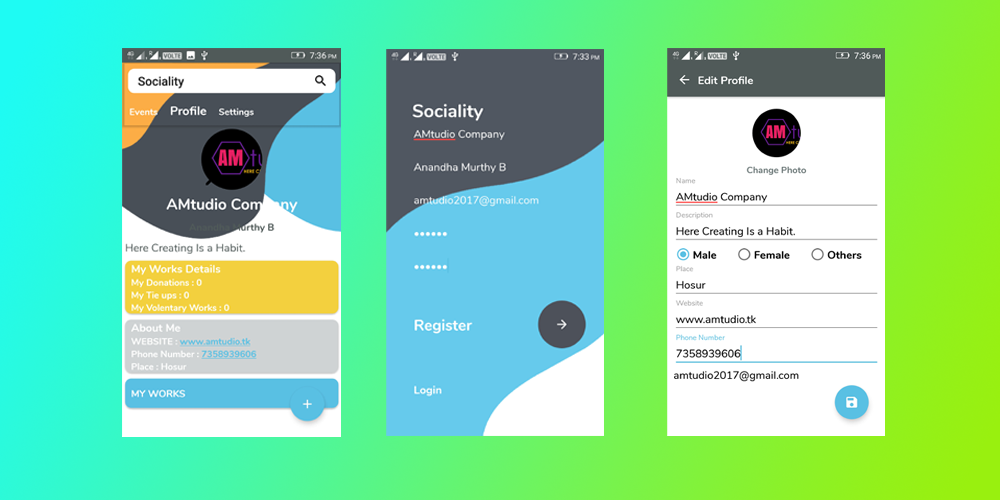 4G R VOLTE 7:36 PM
Sociality
Events Profile Settings
AM
HERE C
AMtudio Company
Anandha Murthy B
Here Creating Is a Habit.
My Works Details
My Donations : 0
My Tie ups : 0
My Volentary Works : 0
About Me
WEBSITE : www.amtudio.tk
Phone Number : 7358939606
Place : Hosur
MY WORKS
+
4G R VOLTE 7:33 PM
Sociality
AMtudio Company
Anandha Murthy B
amtudio2017@gmail.com
••••••
••••••
Register
Login
4G R VOLTE 7:36 PM
Edit Profile
AMtu
HERE C
Change Photo
Name
AMtudio Company
Description
Here Creating Is a Habit.
Male Female Others
Place
Hosur
Website
www.amtudio.tk
Phone Number
7358939606
amtudio2017@gmail.com